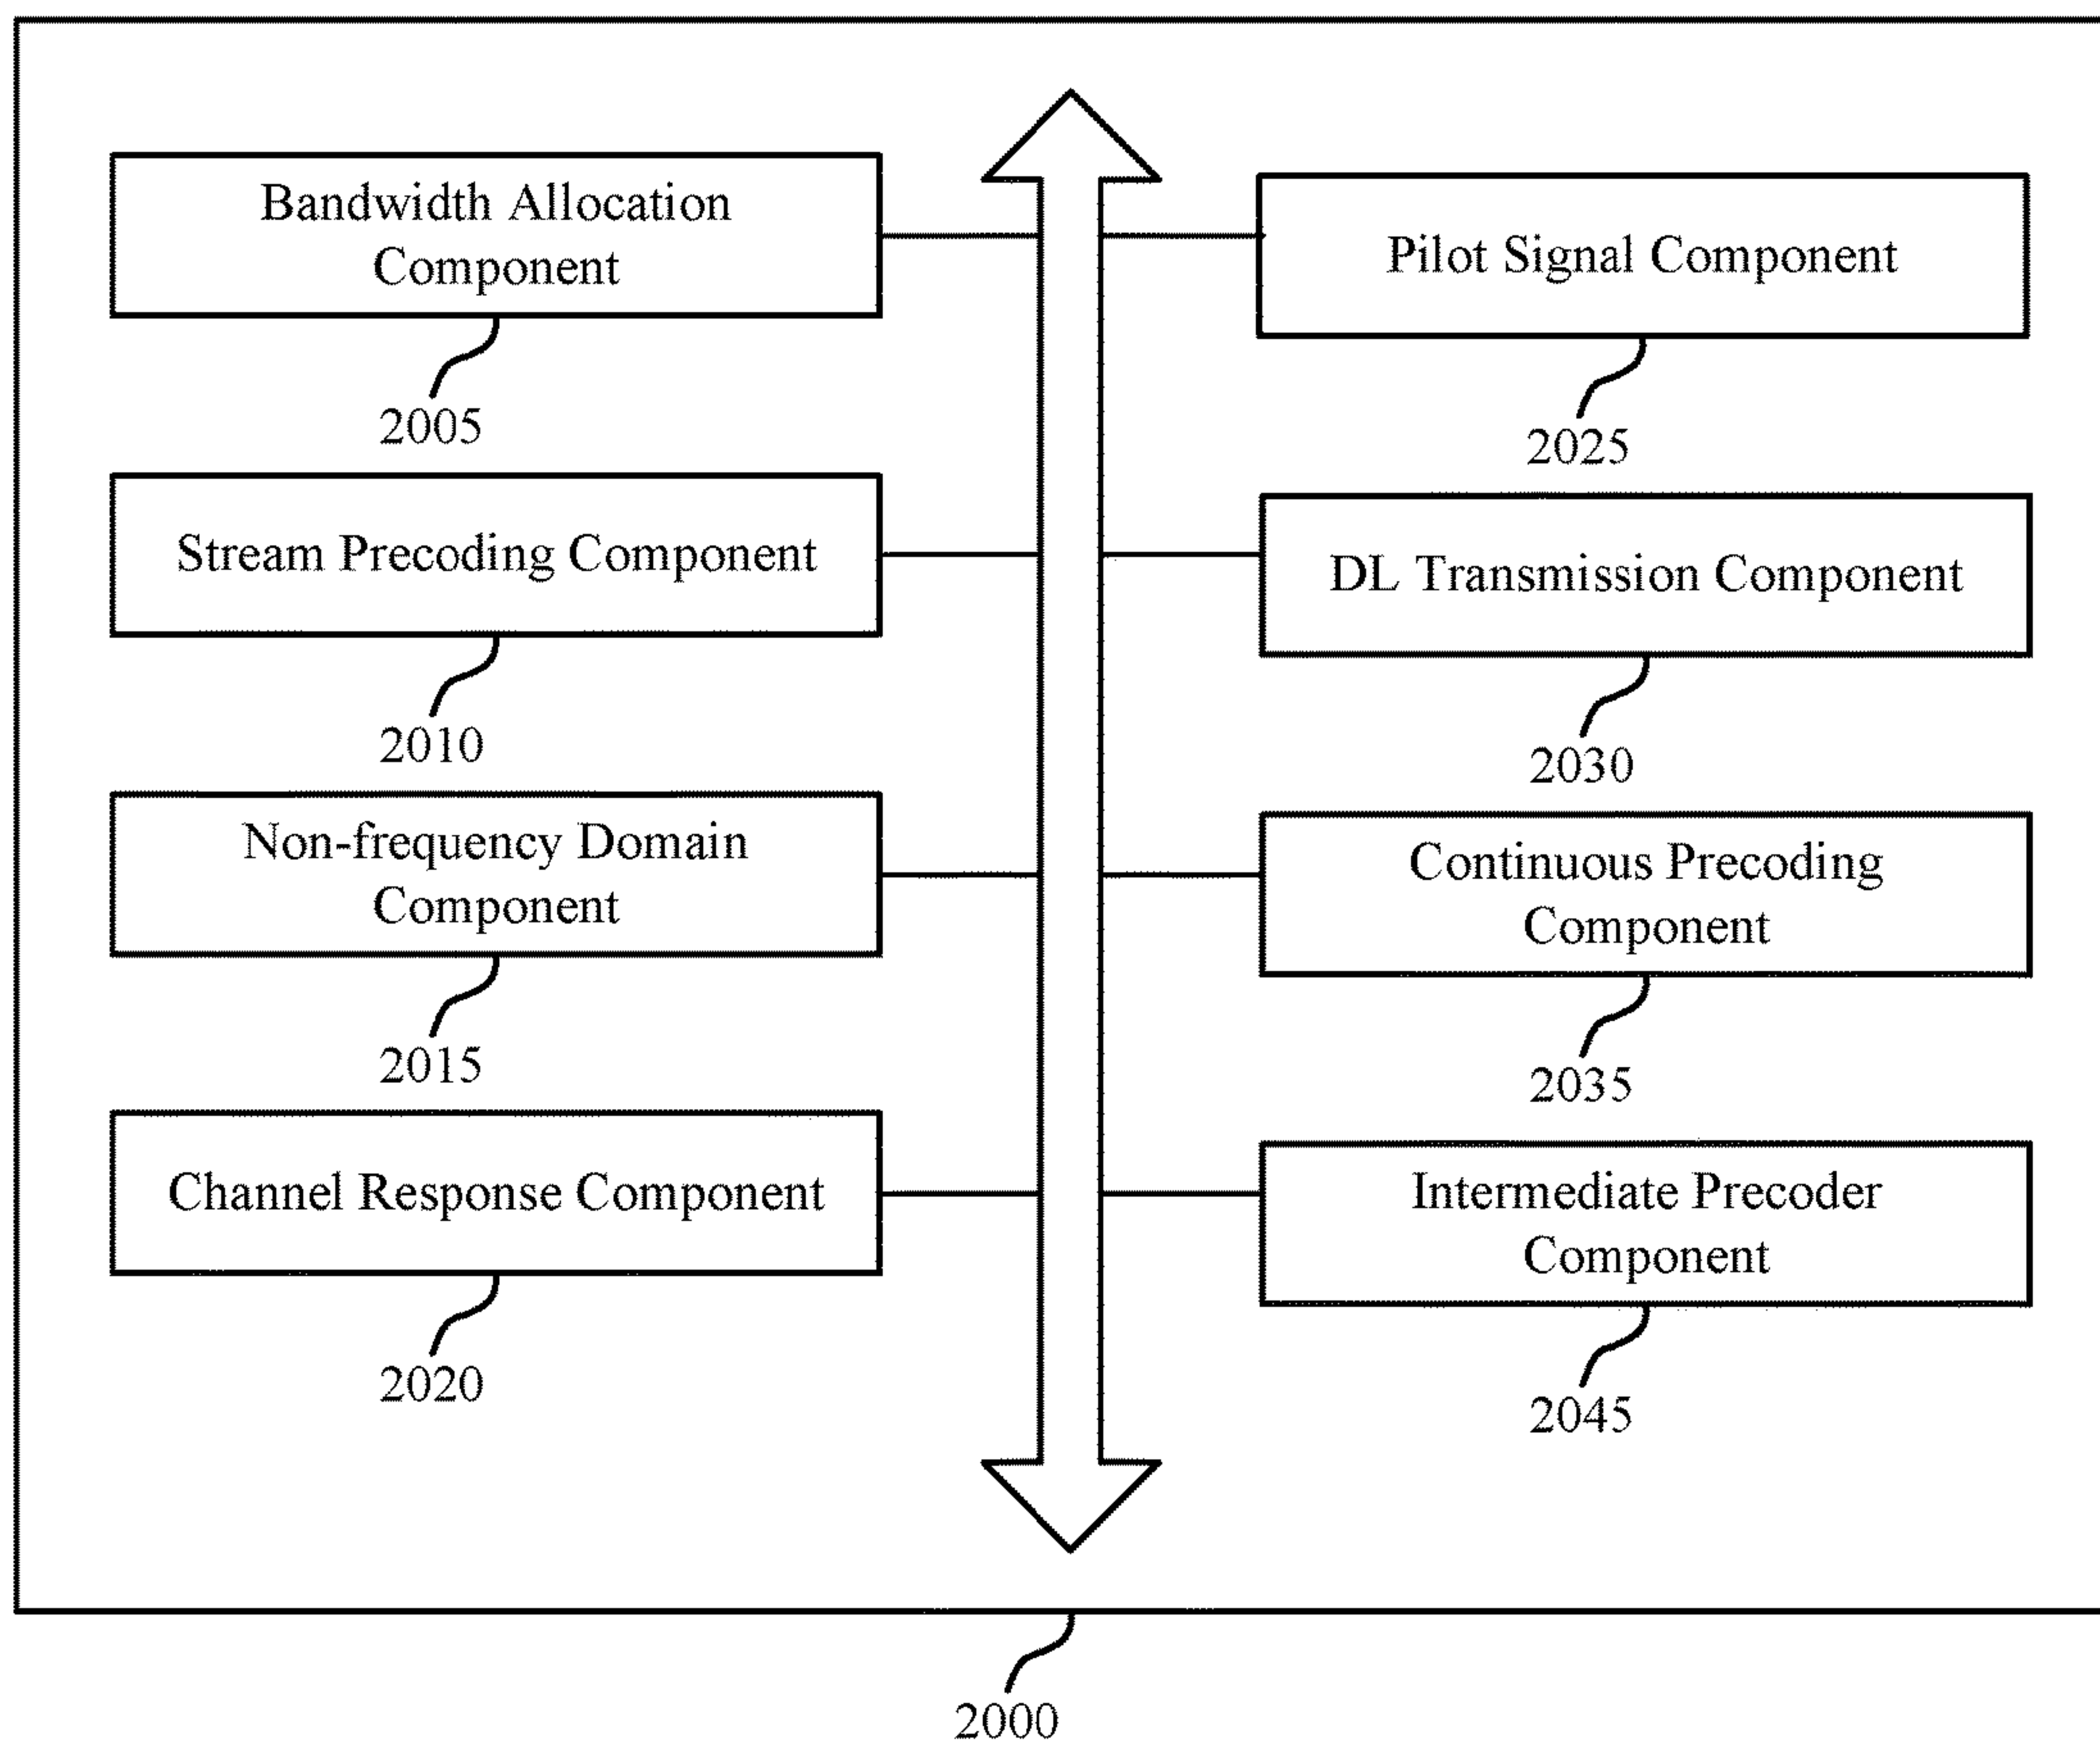 Bandwidth Allocation
Component
2005
Stream Precoding Component
2010
Non-frequency Domain
Component
2015
Channel Response Component
2020
Pilot Signal Component
2025
DL Transmission Component
2030
Continuous Precoding
Component
2035
Intermediate Precoder
Component
2045
2000